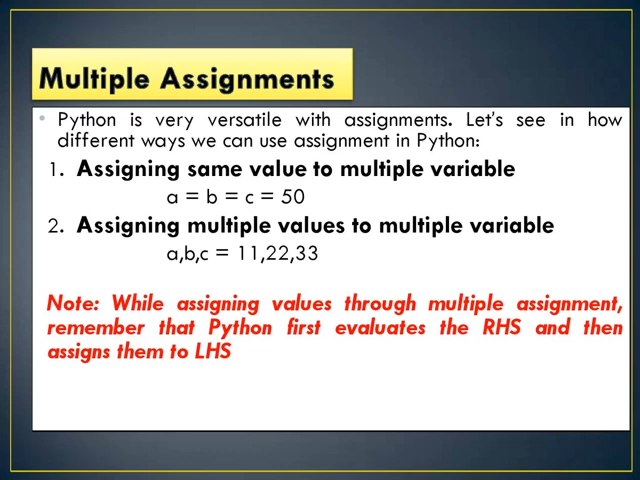 Multiple Assignments
• Python is very versatile with assignments. Let's see in how
different ways we can use assignment in Python:
1. Assigning same value to multiple variable
a = b = c = 50
2. Assigning multiple values to multiple variable
a,b,c = 11,22,33
Note: While assigning values through multiple assignment,
remember that Python first evaluates the RHS and then
assigns them to LHS